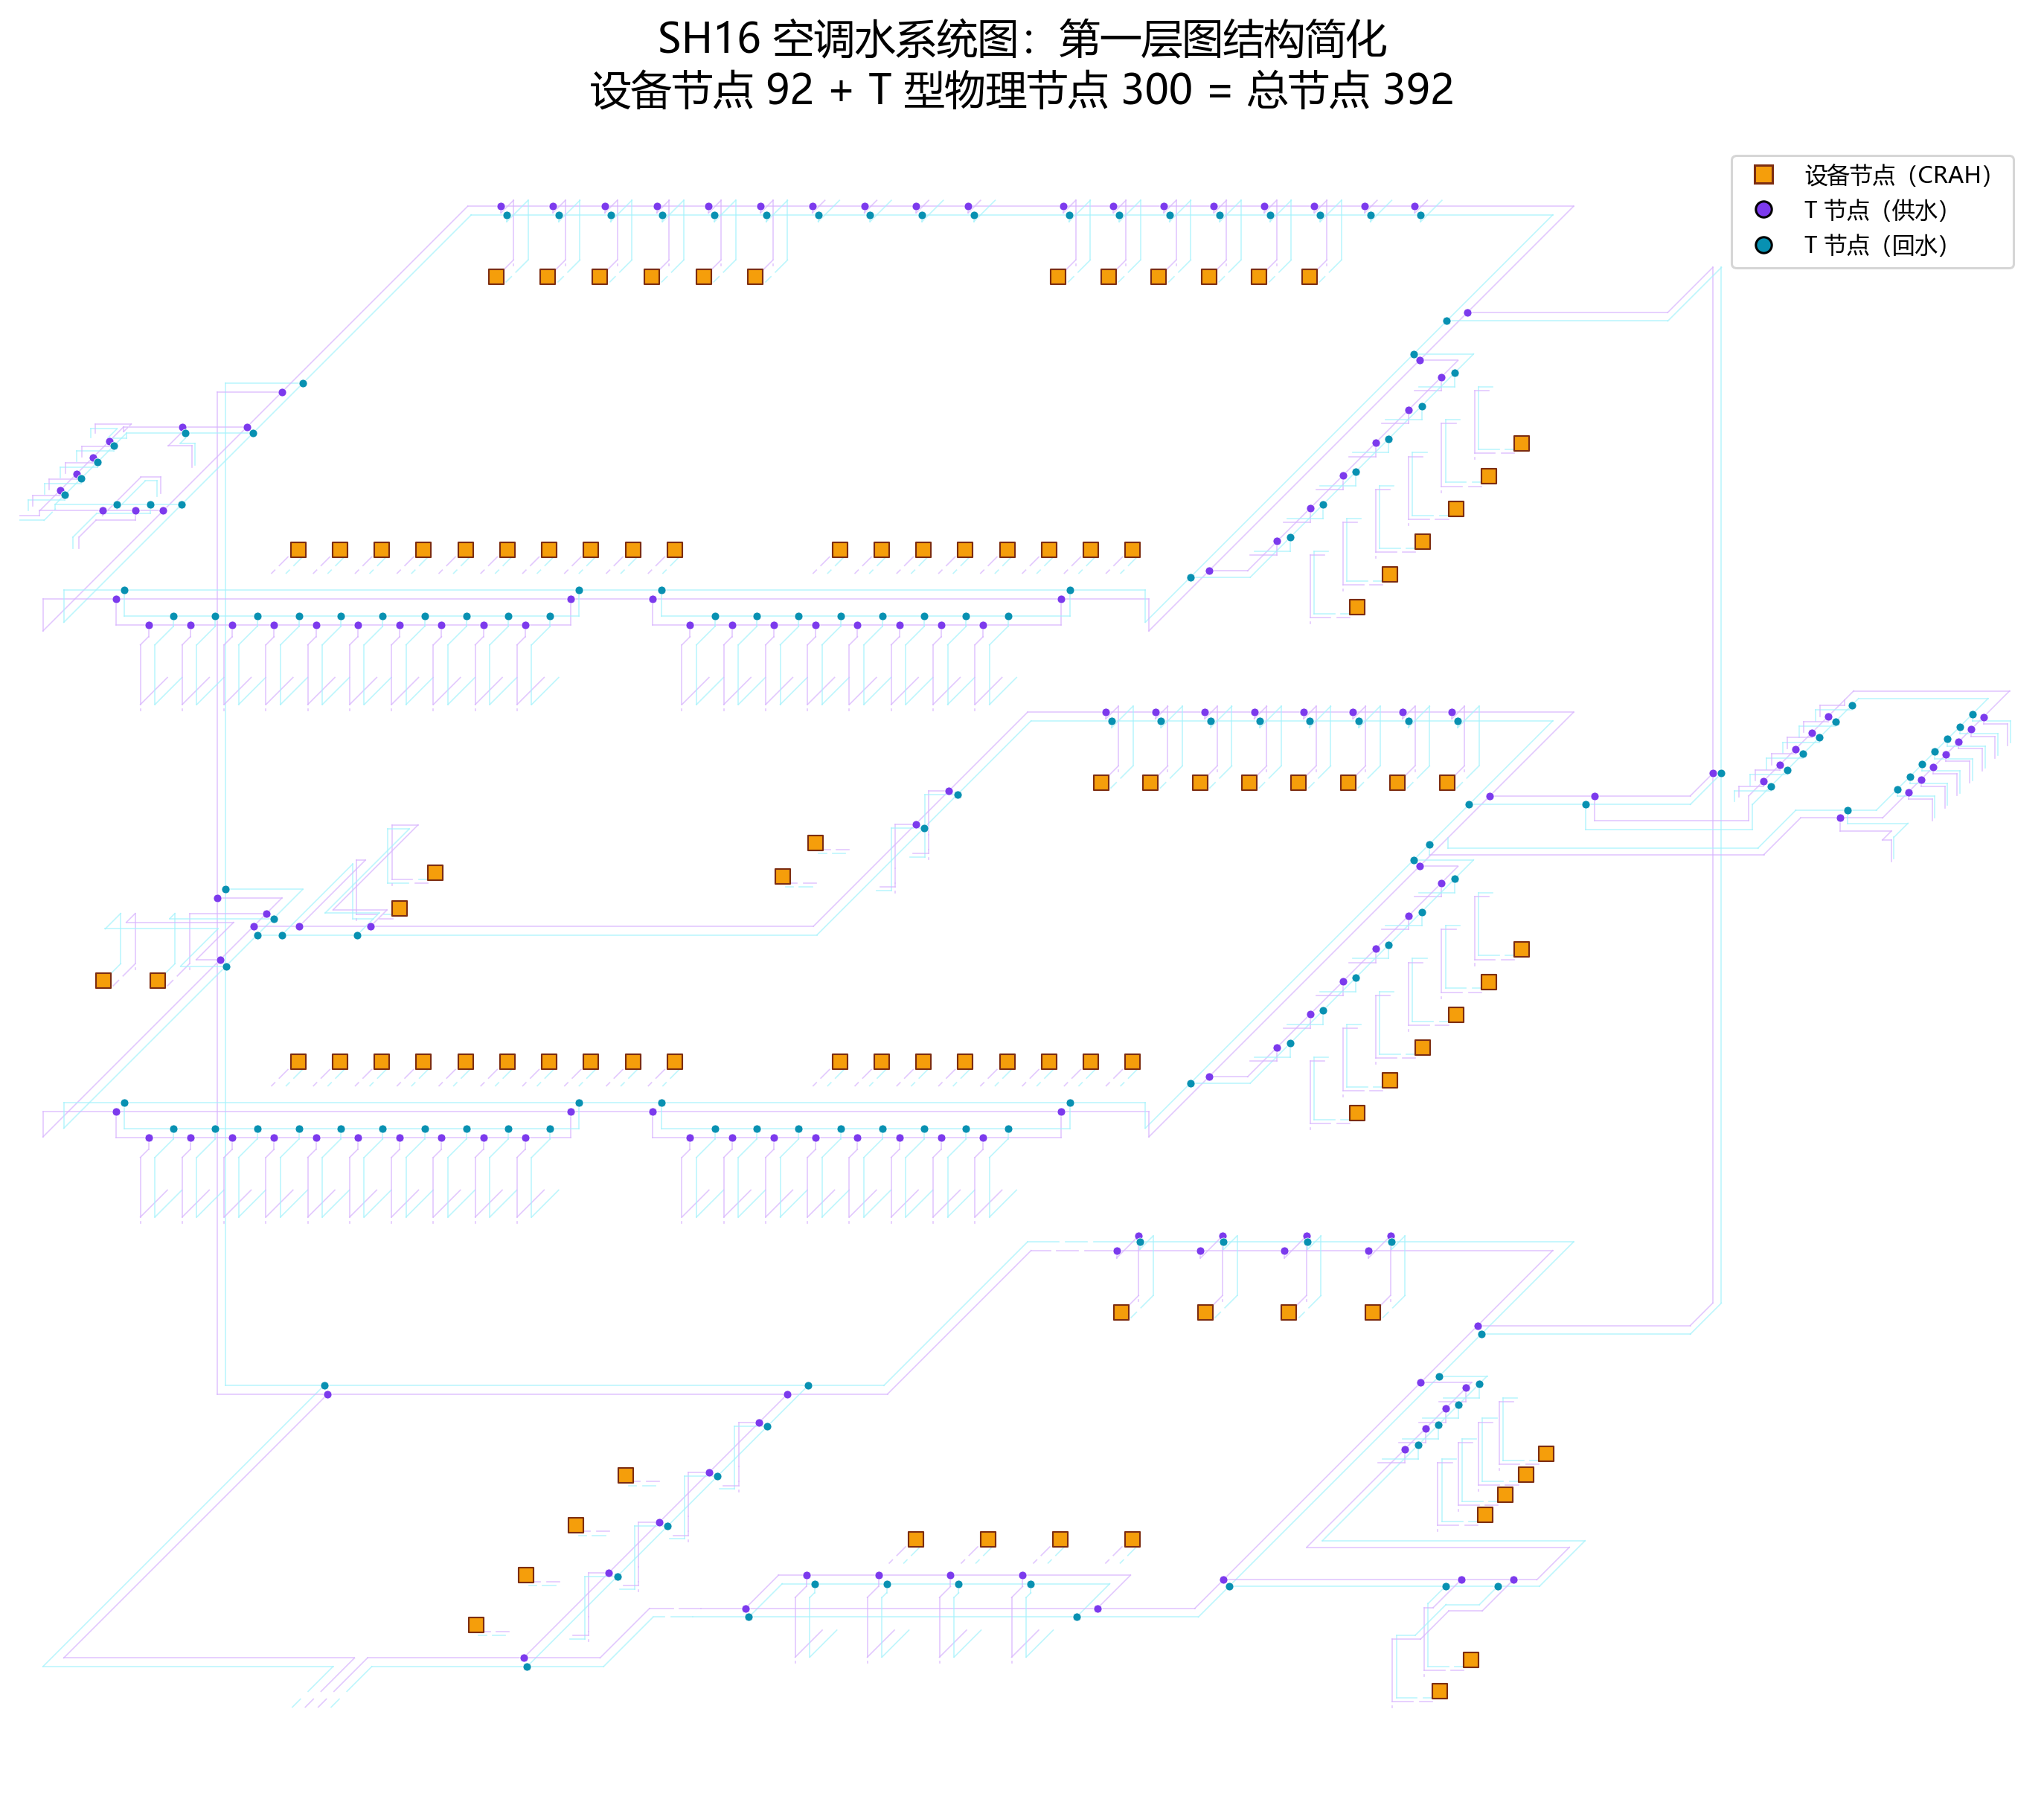 SH16 空调水系统图：第一层图结构简化
设备节点 92 + T 型物理节点 300 = 总节点 392
设备节点（CRAH）
T 节点（供水）
T 节点（回水）